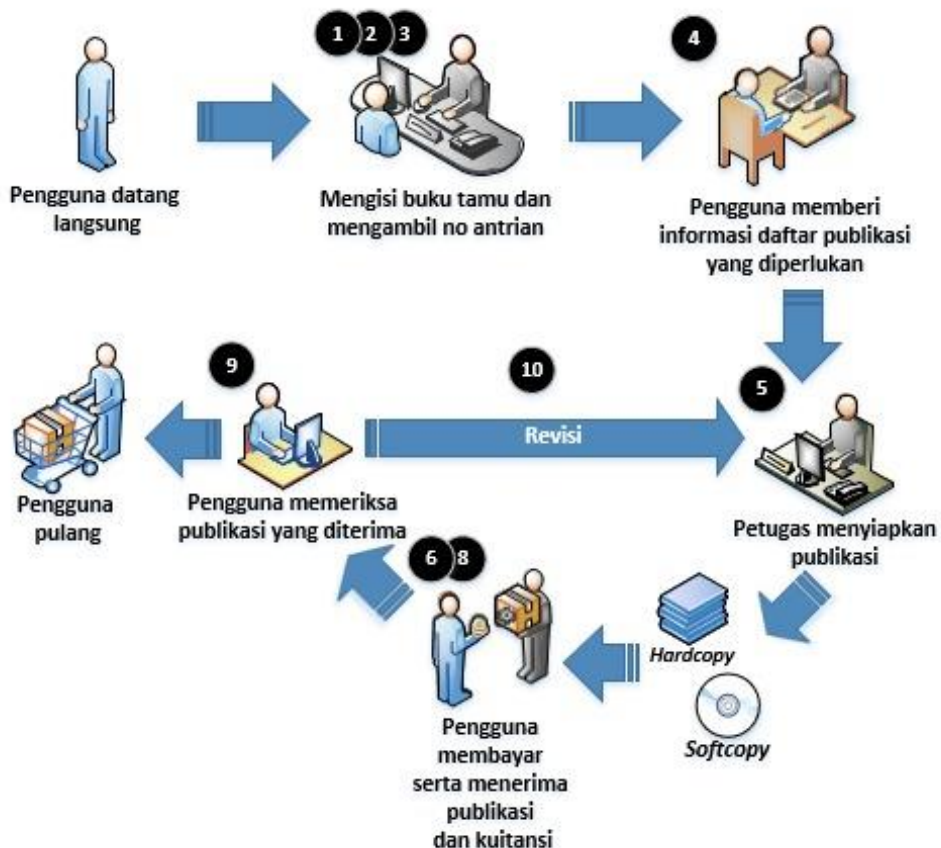 1 2 3
4
Pengguna datang
langsung
Mengisi buku tamu dan
mengambil no antrian
Pengguna memberi
informasi daftar publikasi
yang diperlukan
9
10
5
Revisi
Pengguna
pulang
Pengguna memeriksa
publikasi yang diterima
Petugas menyiapkan
publikasi
6 8
Hardcopy
Softcopy
Pengguna
membayar
serta menerima
publikasi
dan kuitansi